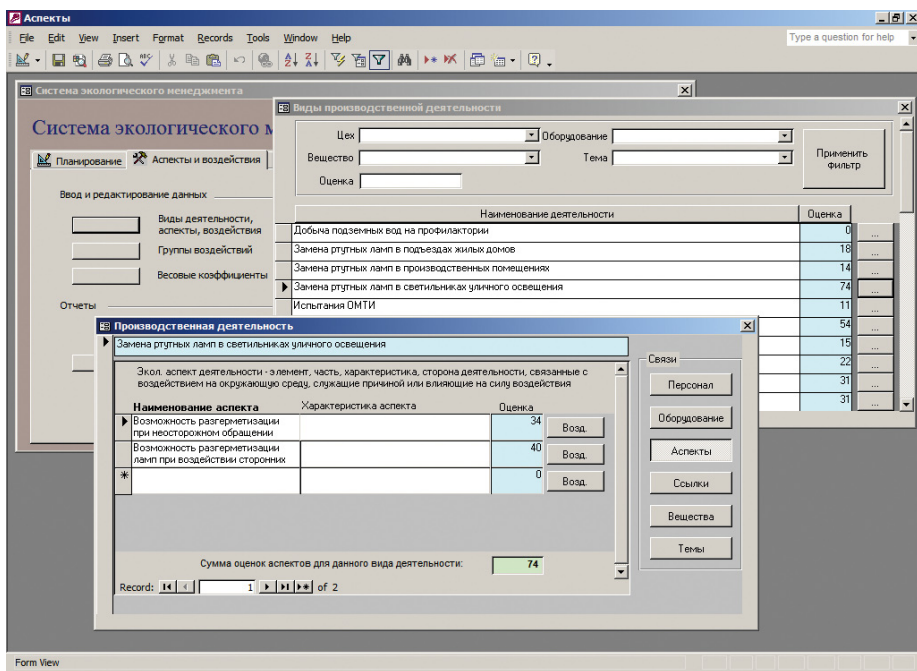 Аспекты
File Edit View Insert Format Records Tools Window Help
Type a question for help
Система экологического менеджмента
Система экологического м
Планирование Аспекты и воздействия
Ввод и редактирование данных
Виды деятельности,
аспекты, воздействия
Группы воздействий
Весовые коэффициенты
Отчеты
Виды производственной деятельности
Цех Оборудование
Вещество Тема
Оценка
Применить
фильтр
Наименование деятельности Оценка
Добыча подземных вод на профилактории 0 ...
Замена ртутных ламп в подъездах жилых домов 18 ...
Замена ртутных ламп в производственных помещениях 14 ...
Замена ртутных ламп в светильниках уличного освещения 74 ...
Испытания ОМТИ 11 ...
54 ...
15 ...
22 ...
31 ...
31 ...
Производственная деятельность
Замена ртутных ламп в светильниках уличного освещения
Экол. аспект деятельности - элемент, часть, характеристика, сторона деятельности, связанные с
воздействием на окружающую среду, служащие причиной или влияющие на силу воздействия
Наименование аспекта Характеристика аспекта Оценка
Возможность разгерметизации
при неосторожном обращении
34 Возд.
Возможность разгерметизации
ламп при воздействии сторонних
40 Возд.
0 Возд.
Сумма оценок аспектов для данного вида деятельности: 74
Record: 1 of 2
Связи
Персонал
Оборудование
Аспекты
Ссылки
Вещества
Темы
Form View